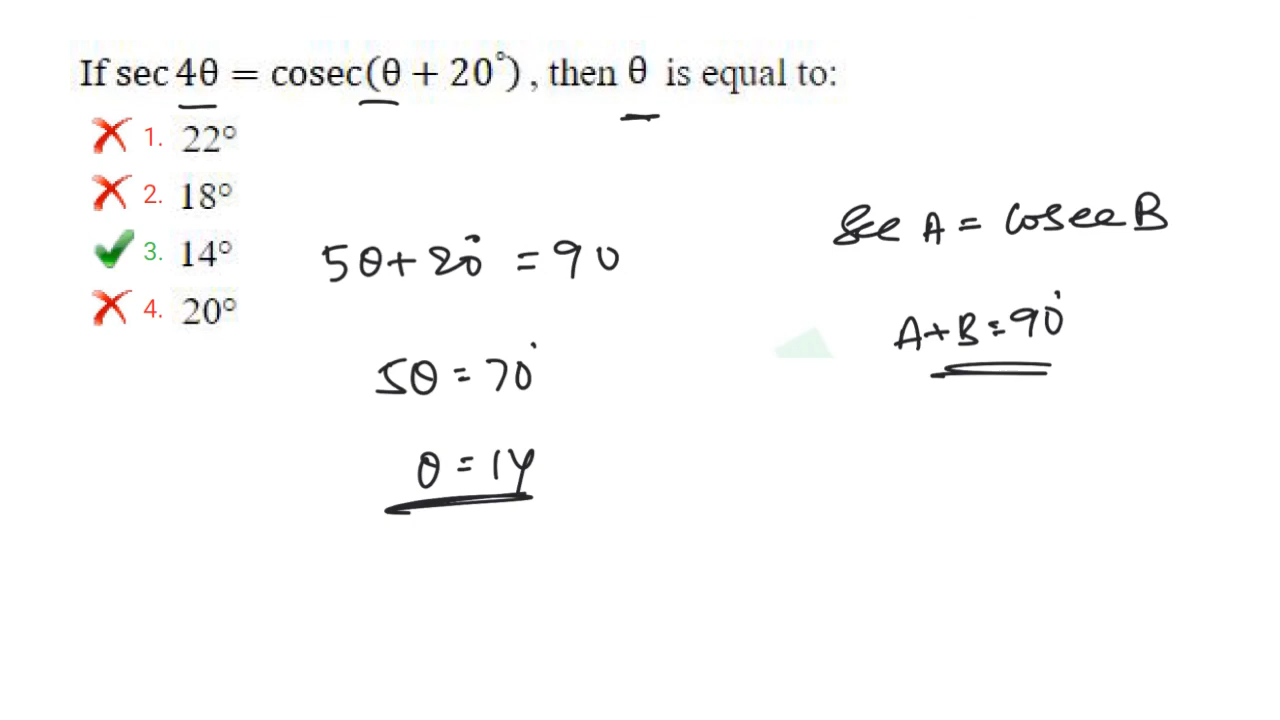 If sec 4θ = cosec(θ + 20°), then θ is equal to:
1. 22°
2. 18°
3. 14°
4. 20°
5θ + 20° = 90
5θ = 70°
θ = 14
Sec A = Cosec B
A + B = 90°